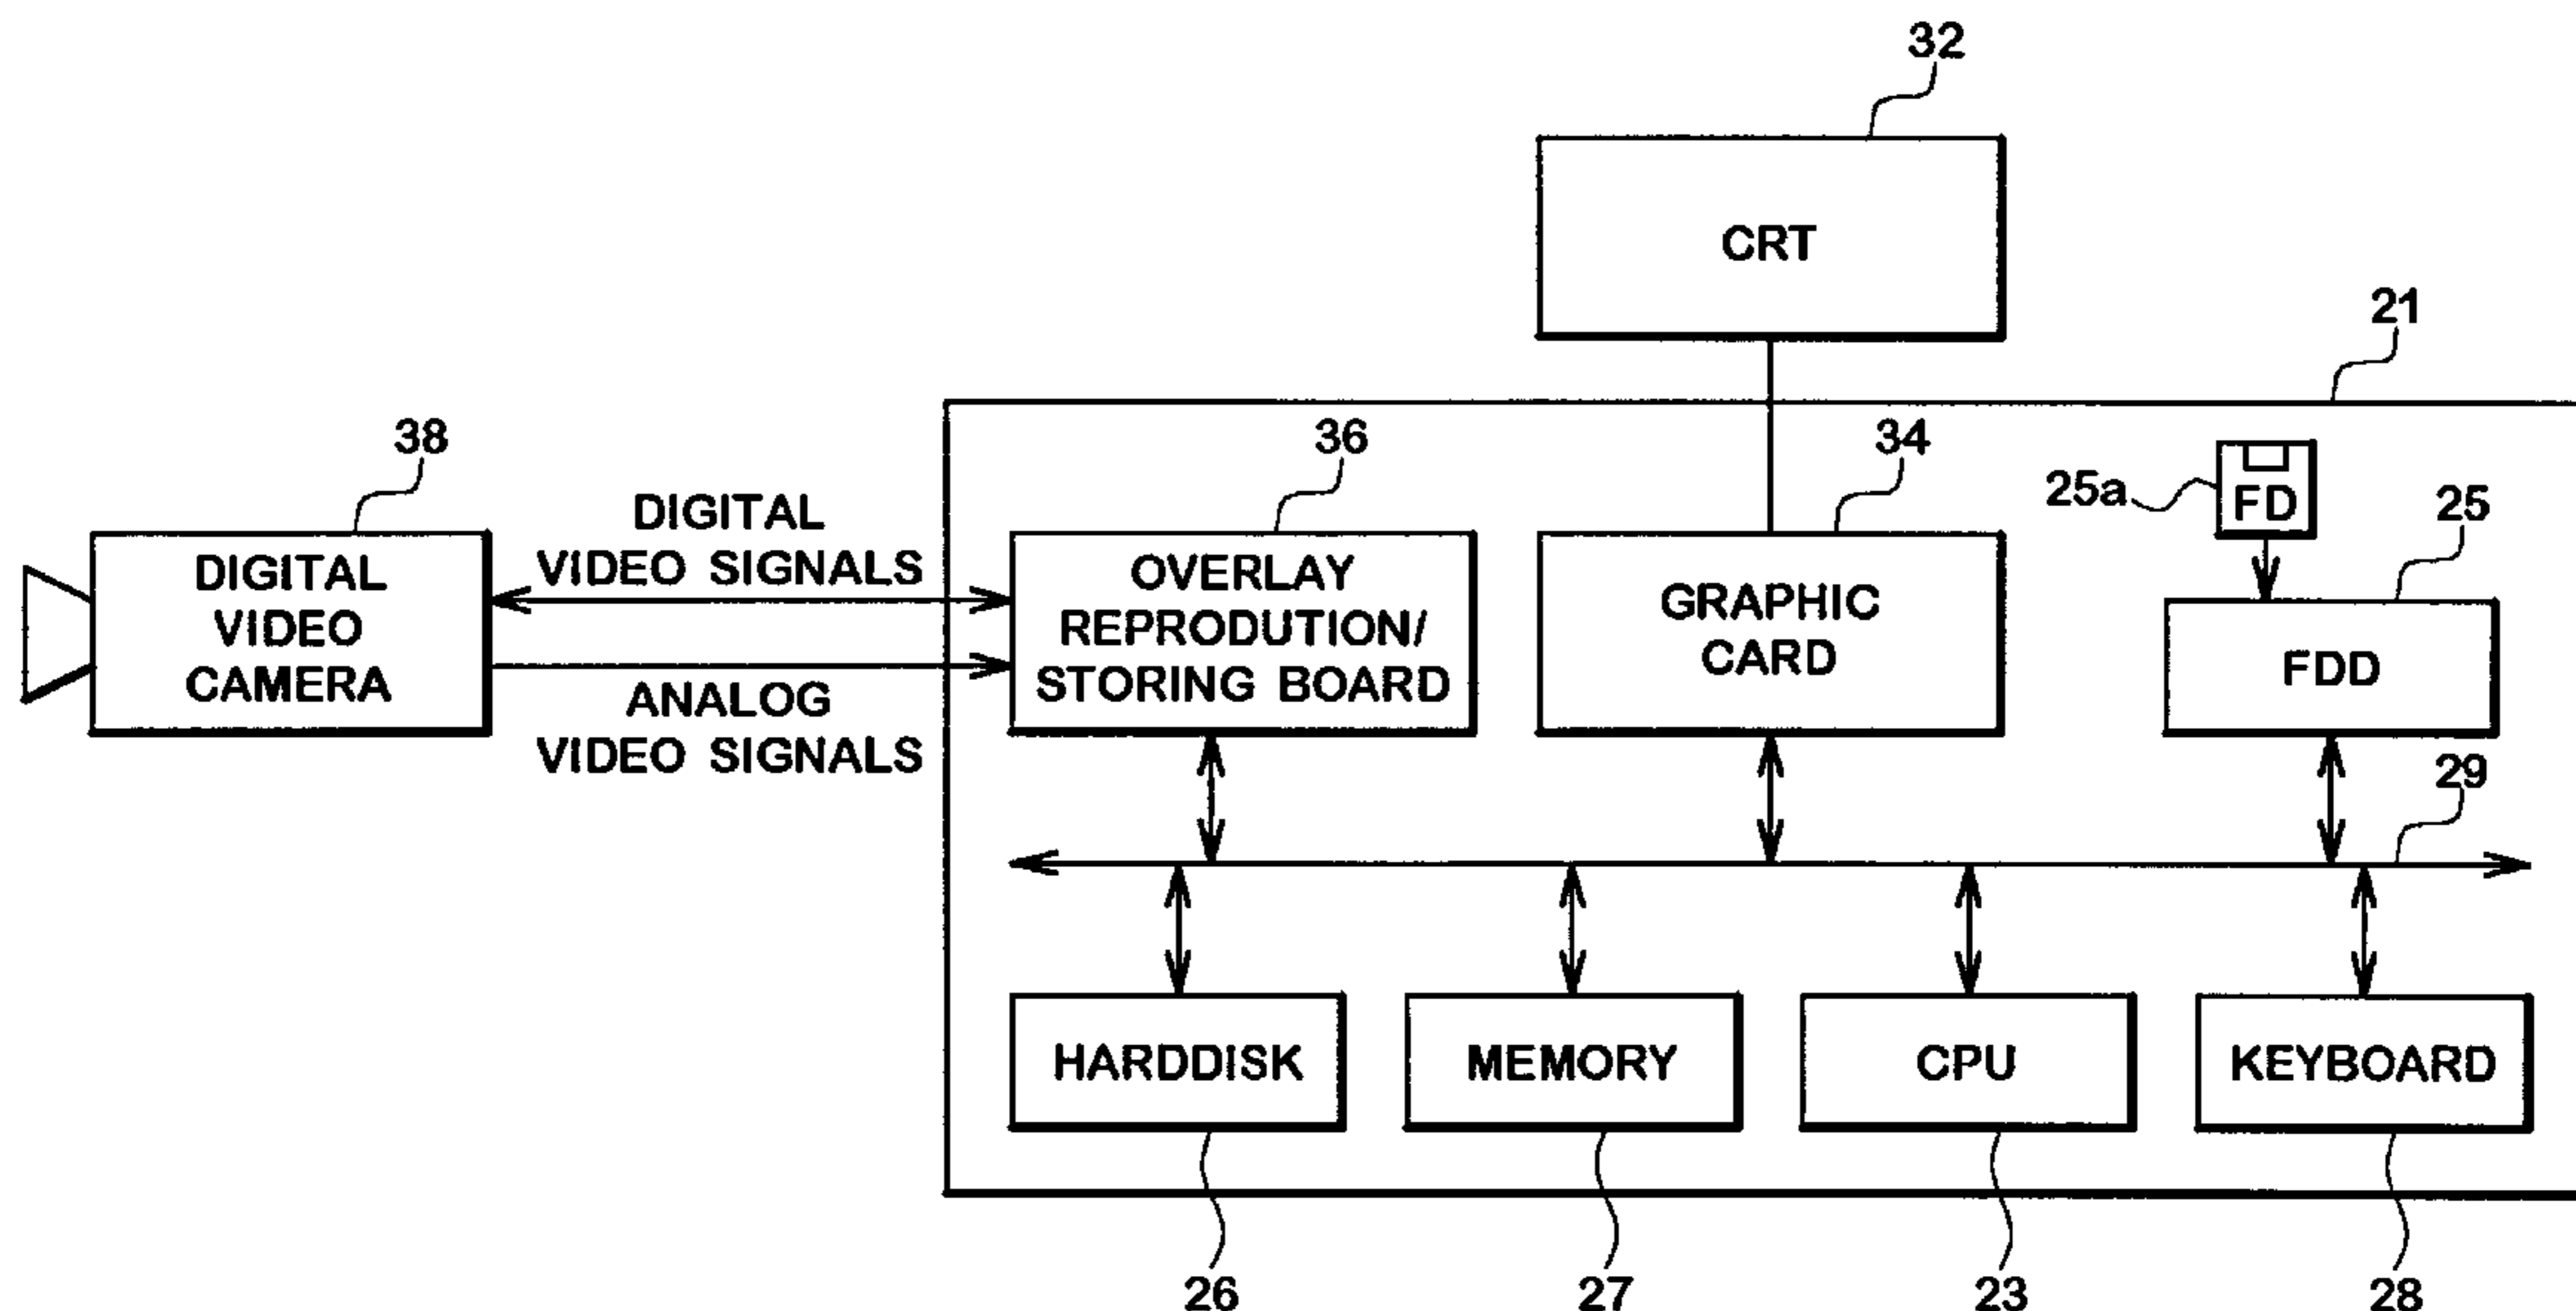 32
CRT
21
38
36
34
25a
FD
25
DIGITAL
VIDEO SIGNALS
DIGITAL
VIDEO
CAMERA
OVERLAY
REPRODUTION/
STORING BOARD
GRAPHIC
CARD
FDD
ANALOG
VIDEO SIGNALS
29
HARDDISK
MEMORY
CPU
KEYBOARD
26
27
23
28